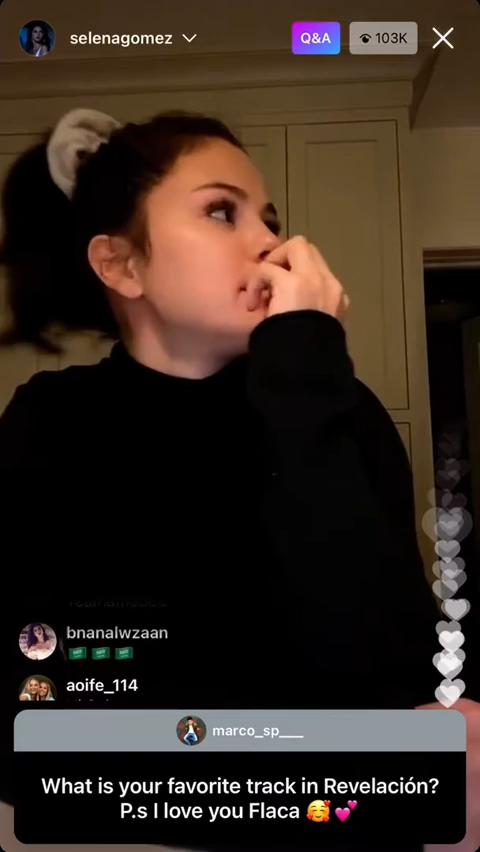 selenagomez
Q&A
103K
bnanalwzaan
🇸🇦 🇸🇦 🇸🇦
aoife_114
marco_sp___
What is your favorite track in Revelación?
P.s I love you Flaca 🥰 💕